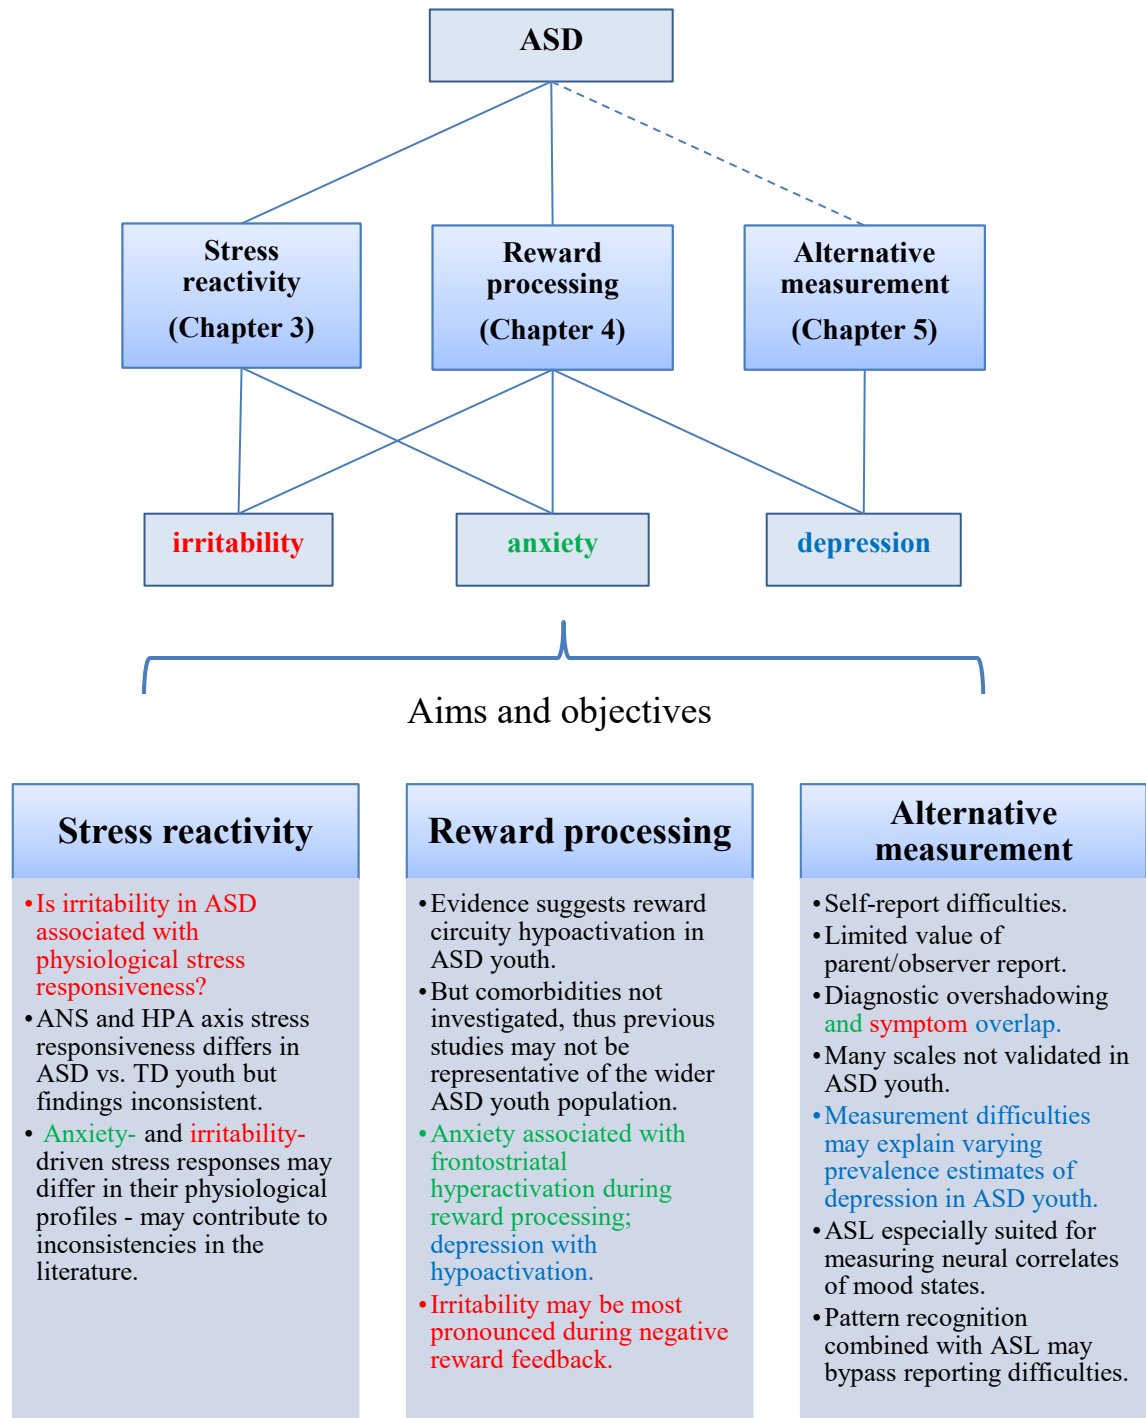 ASD
Stress
reactivity
(Chapter 3)
Reward
processing
(Chapter 4)
Alternative
measurement
(Chapter 5)
irritability
anxiety
depression
Aims and objectives
Stress reactivity
•Is irritability in ASD
associated with
physiological stress
responsiveness?
•ANS and HPA axis stress
responsiveness differs in
ASD vs. TD youth but
findings inconsistent.
• Anxiety- and irritability-
driven stress responses may
differ in their physiological
profiles - may contribute to
inconsistencies in the
literature.
Reward processing
•Evidence suggests reward
circuity hypoactivation in
ASD youth.
•But comorbidities not
investigated, thus previous
studies may not be
representative of the wider
ASD youth population.
•Anxiety associated with
frontostriatal
hyperactivation during
reward processing;
depression with
hypoactivation.
•Irritability may be most
pronounced during negative
reward feedback.
Alternative
measurement
•Self-report difficulties.
•Limited value of
parent/observer report.
•Diagnostic overshadowing
and symptom overlap.
•Many scales not validated in
ASD youth.
•Measurement difficulties
may explain varying
prevalence estimates of
depression in ASD youth.
•ASL especially suited for
measuring neural correlates
of mood states.
•Pattern recognition
combined with ASL may
bypass reporting difficulties.